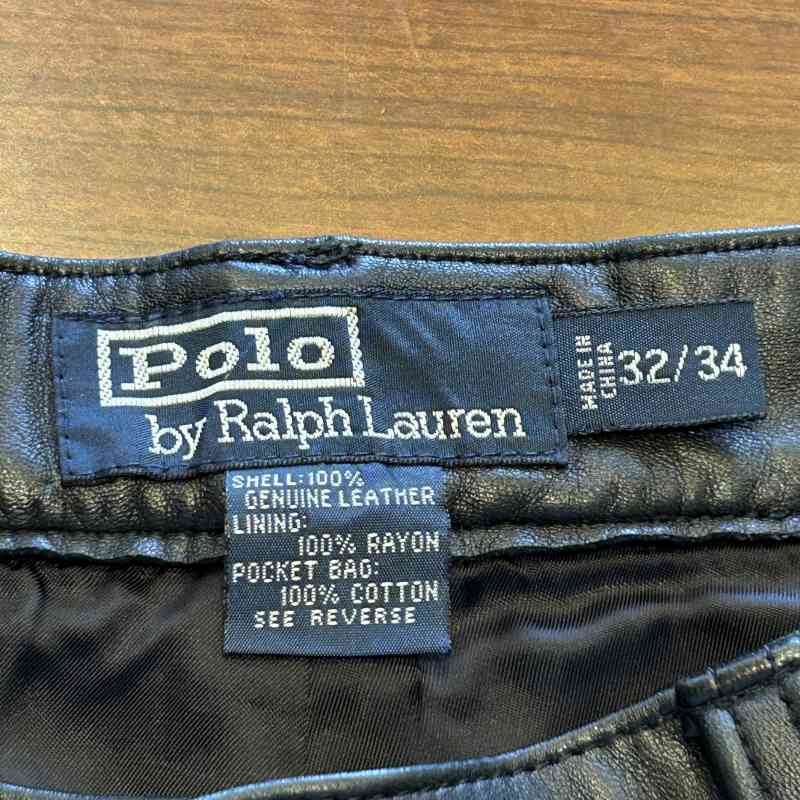 Polo
by Ralph Lauren
MADE IN
CHINA
32/34
SHELL:100%
GENUINE LEATHER
LINING:
100% RAYON
POCKET BAG:
100% COTTON
SEE REVERSE